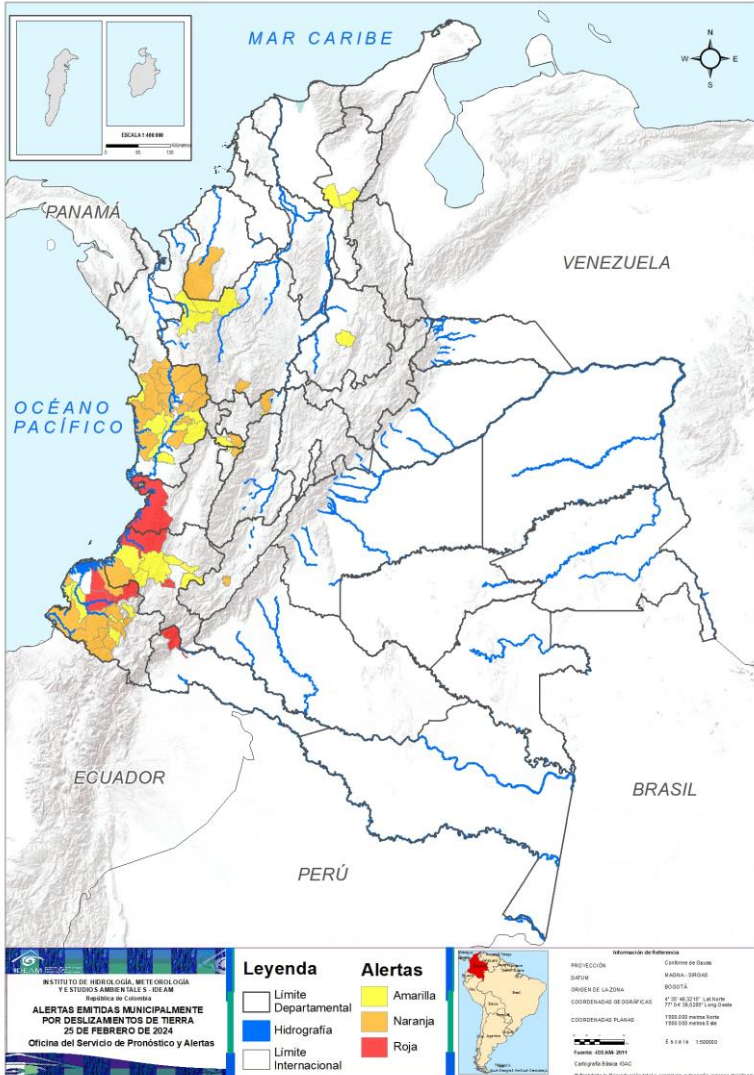 MAR CARIBE
N
W
E
S
ESCALA 1:400.000
PANAMÁ
VENEZUELA
OCÉANO
PACÍFICO
ECUADOR
BRASIL
PERÚ
IDEAM
INSTITUTO DE HIDROLOGÍA, METEOROLOGÍA
Y ESTUDIOS AMBIENTALES - IDEAM
República de Colombia
ALERTAS EMITIDAS MUNICIPALMENTE
POR DESLIZAMIENTOS DE TIERRA
25 DE FEBRERO DE 2024
Oficina del Servicio de Pronóstico y Alertas
Leyenda
Límite
Departamental
Hidrografía
Límite
Internacional
Alertas
Amarilla
Naranja
Roja
Información de Referencia
PROYECCIÓN
DATUM
MAGNA - SIRGAS
ORIGEN DE LA ZONA
BOGOTÁ
COORDENADAS GEOGRÁFICAS
COORDENADAS PLANAS
1'000.000 metros Norte
1'000.000 metros Este
Fuente: IDEAM- 2011
Cartografía Básica: IGAC